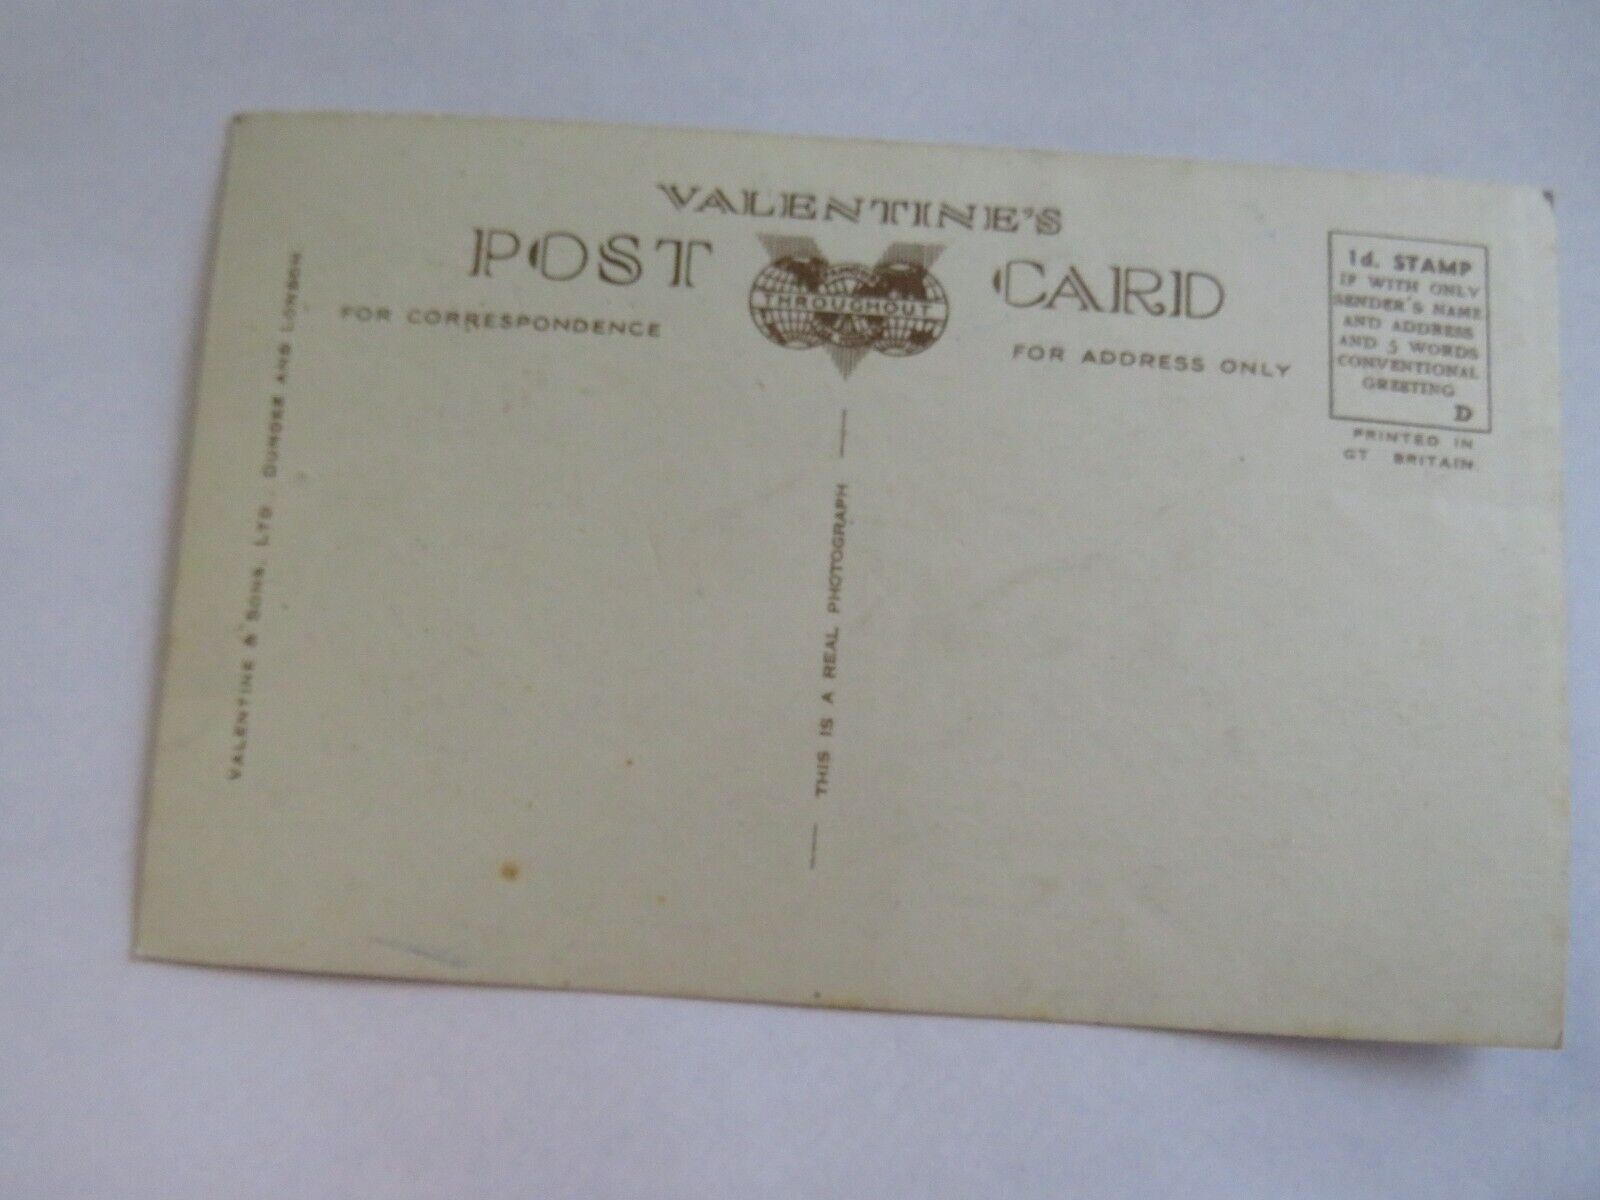 VALENTINE'S
POST CARD
THROUGHOUT
FOR CORRESPONDENCE
FOR ADDRESS ONLY
1d. STAMP
IF WITH ONLY
SENDER'S NAME
AND ADDRESS
AND 5 WORDS
CONVENTIONAL
GREETING
D
PRINTED IN
GT BRITAIN
THIS IS A REAL PHOTOGRAPH
VALENTINE & SONS, LTD., DUNDEE AND LONDON